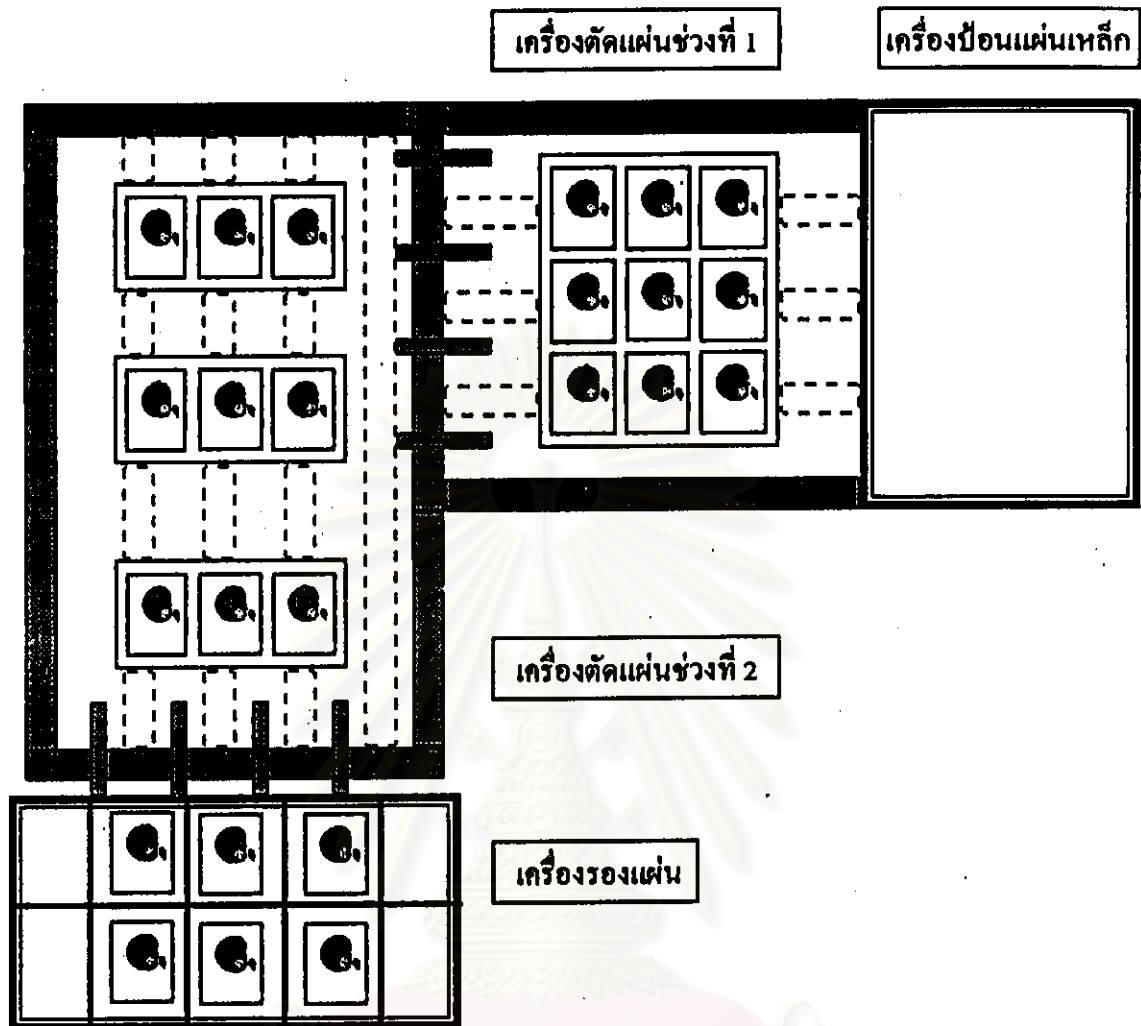 เครื่องตัดแผ่นช่วงที่ 1
เครื่องป้อนแผ่นเหล็ก
เครื่องตัดแผ่นช่วงที่ 2
เครื่องรองแผ่น